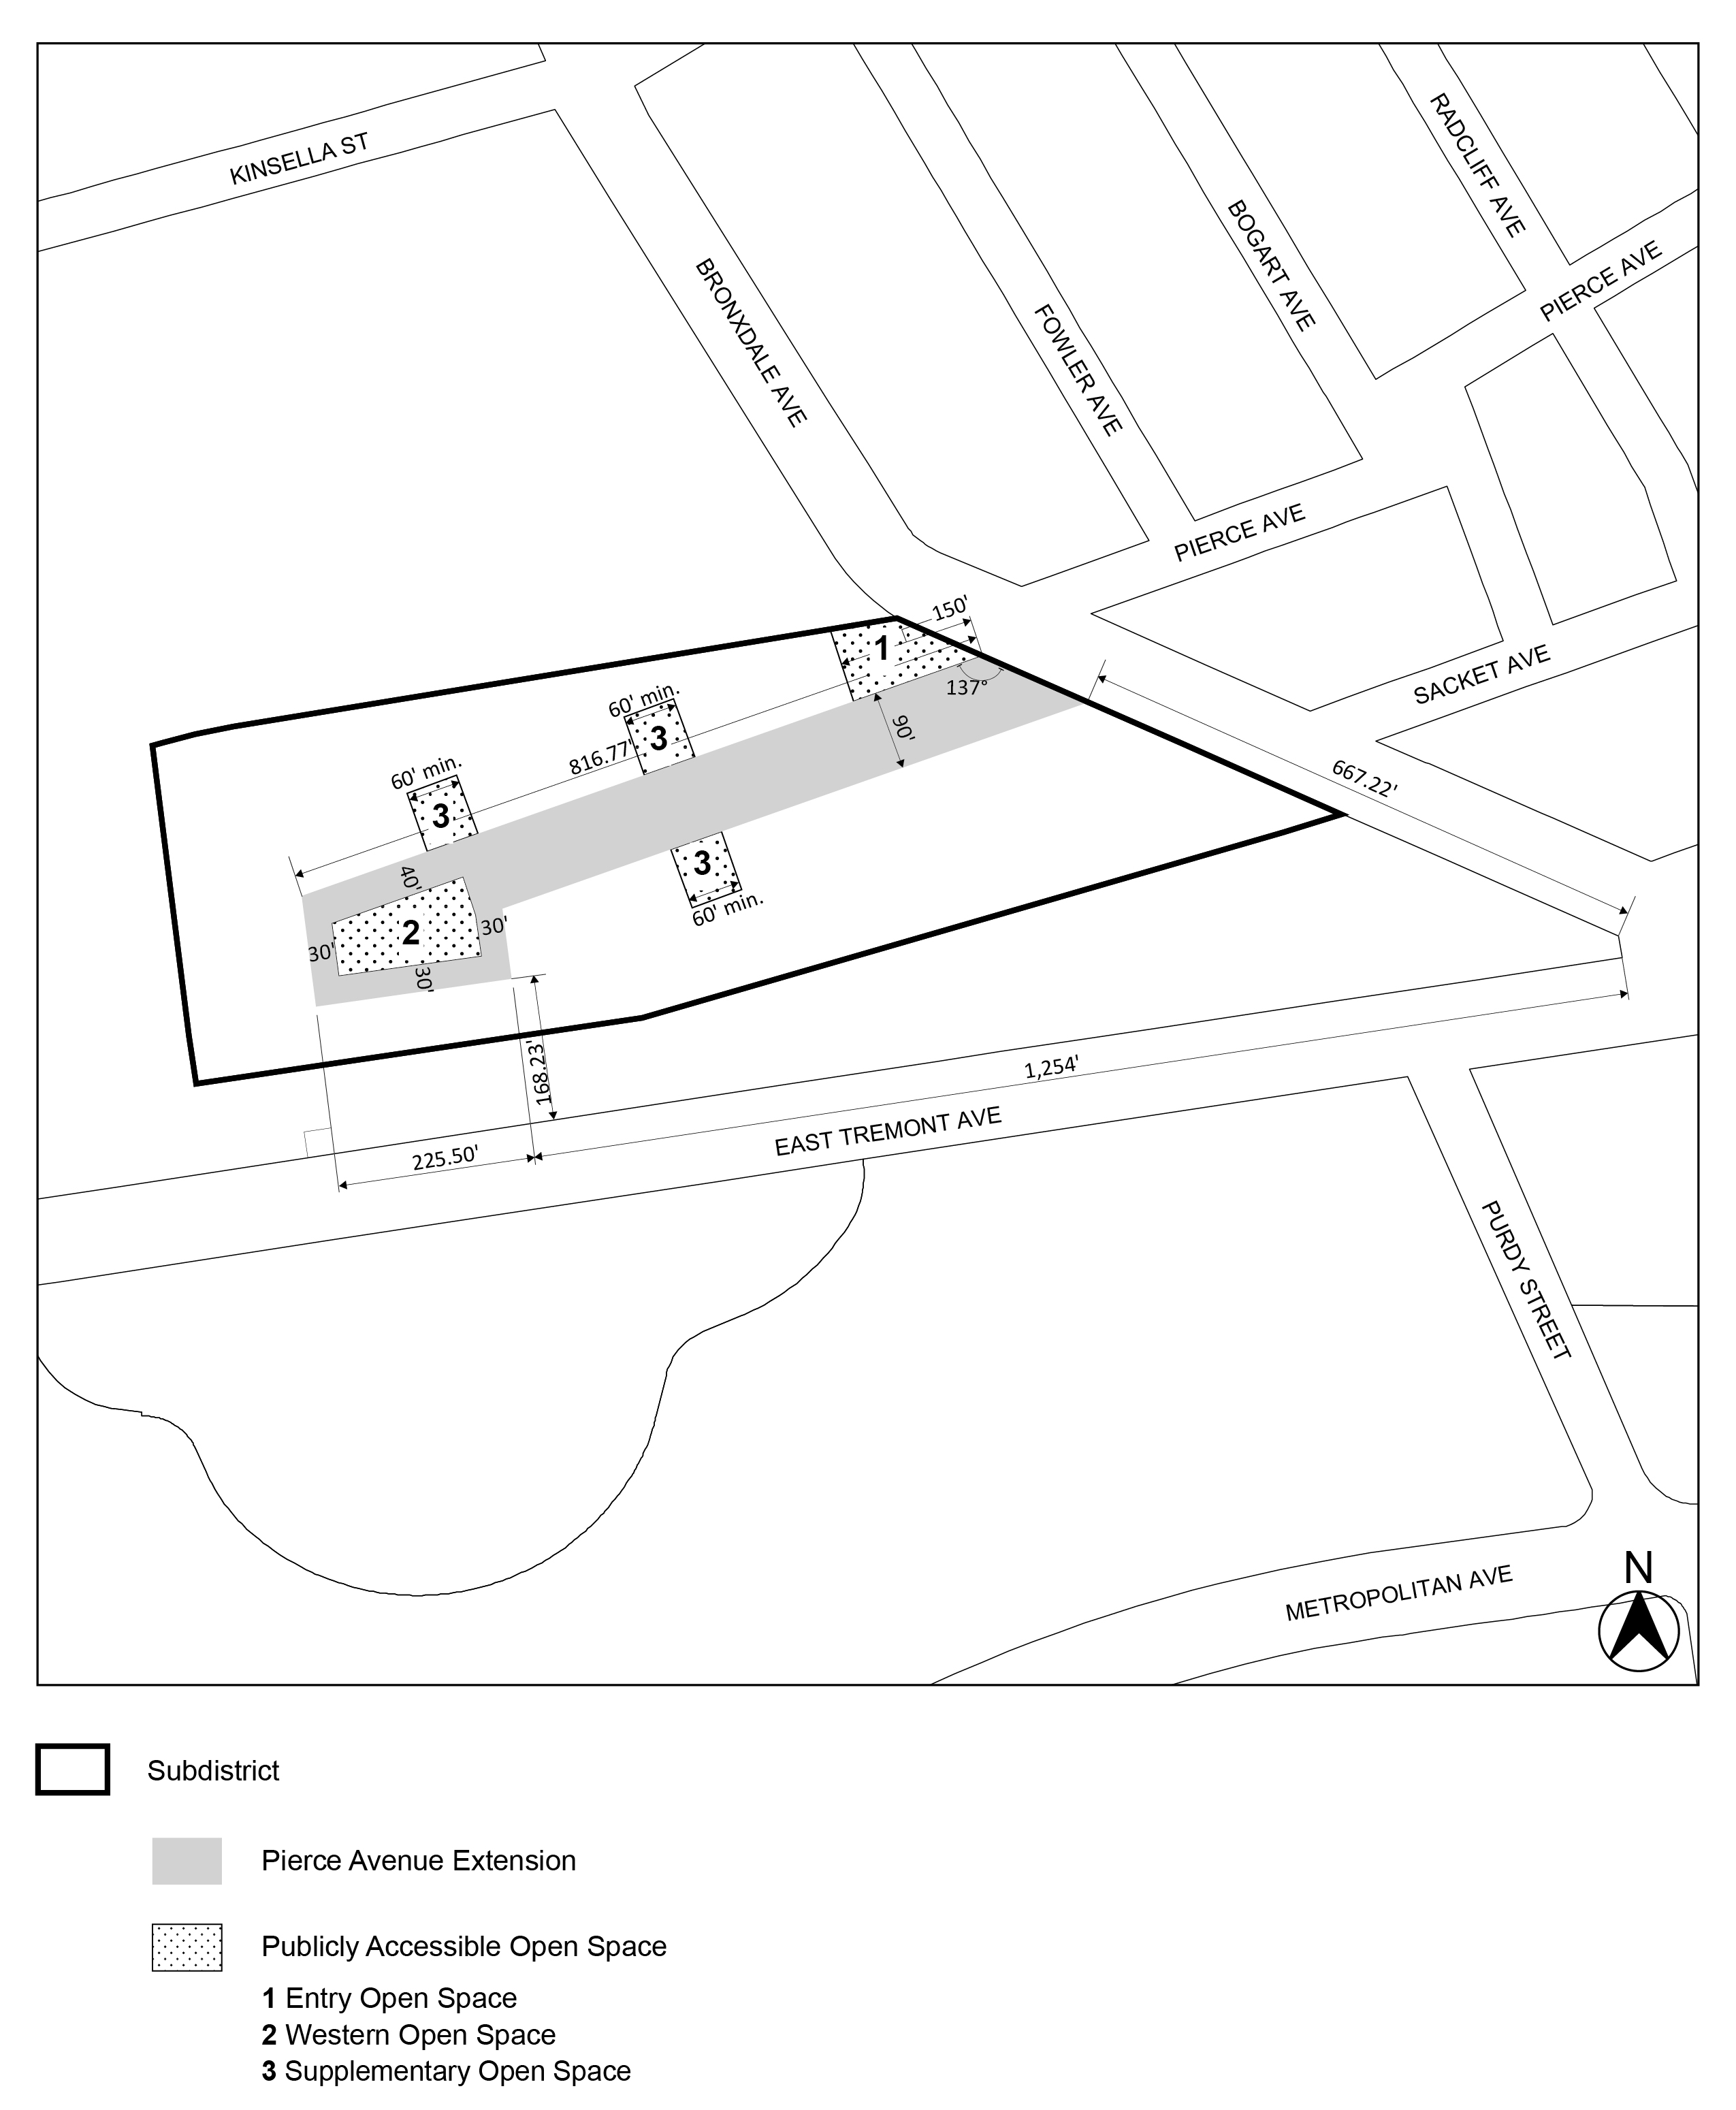 KINSELLA ST
BRONXDALE AVE
FOWLER AVE
BOGART AVE
RADCLIFF AVE
PIERCE AVE
PIERCE AVE
SACKET AVE
150'
1
137°
90'
667.22'
60' min.
3
816.77'
60' min.
3
3
60' min.
40'
2
30'
30'
30'
168.23'
1,254'
225.50'
EAST TREMONT AVE
PURDY STREET
METROPOLITAN AVE
N
Subdistrict
Pierce Avenue Extension
Publicly Accessible Open Space
1 Entry Open Space
2 Western Open Space
3 Supplementary Open Space